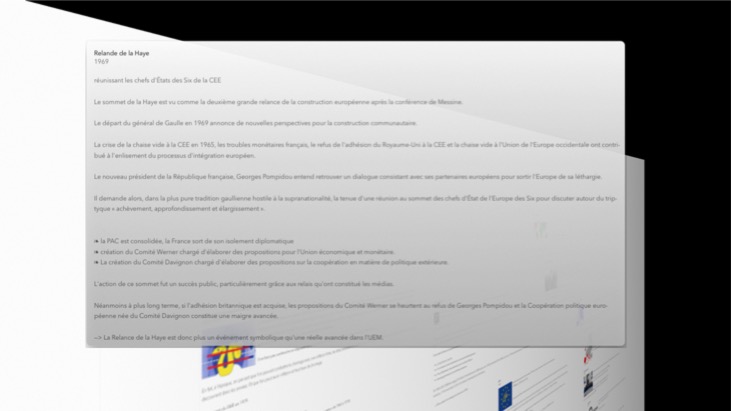 Relande de la Haye
1969
réunissant les chefs d'États des Six de la CEE
Le sommet de la Haye est vu comme la deuxième grande relance de la construction européenne après la conférence de Messine.
Le départ du général de Gaulle en 1969 annonce de nouvelles perspectives pour la construction communautaire.
La crise de la chaise vide à la CEE en 1965, les troubles monétaires français, le refus de l'adhésion du Royaume-Uni à la CEE et la chaise vide à l'Union de l'Europe occidentale ont contri-
bué à l'enlisement du processus d'intégration européen.
Le nouveau président de la République française, Georges Pompidou entend retrouver un dialogue consistant avec ses partenaires européens pour sortir l'Europe de sa léthargie.
Il demande alors, dans la plus pure tradition gaullienne hostile à la supranationalité, la tenue d'une réunion au sommet des chefs d'État de l'Europe des Six pour discuter autour du trip-
tyque « achèvement, approfondissement et élargissement ».
❧ la PAC est consolidée, la France sort de son isolement diplomatique
❧ création du Comité Werner chargé d'élaborer des propositions pour l'Union économique et monétaire.
❧ La création du Comité Davignon chargé d'élaborer des propositions sur la coopération en matière de politique extérieure.
L'action de ce sommet fut un succès public, particulièrement grâce aux relais qu'ont constitué les médias.
Néanmoins à plus long terme, si l'adhésion britannique est acquise, les propositions du Comité Werner se heurtent au refus de Georges Pompidou et la Coopération politique euro-
péenne née du Comité Davignon constitue une maigre avancée.
--> La Relance de la Haye est donc plus un événement symbolique qu'une réelle avancée dans l'UEM.